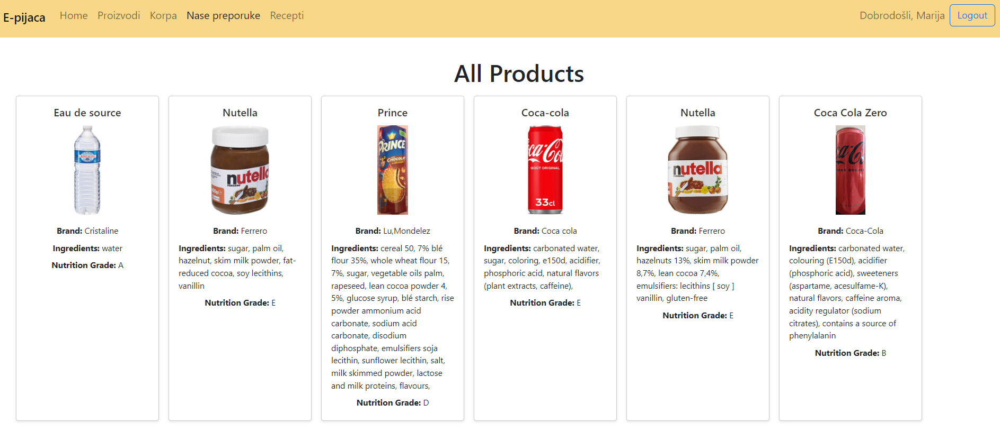 E-pijaca Home Proizvodi Korpa Nase preporuke Recepti Dobrodošli, Marija Logout
All Products
Eau de source
CRISTALINE
Brand: Cristaline
Ingredients: water
Nutrition Grade: A
Nutella
nutella
FERRERO
Brand: Ferrero
Ingredients: sugar, palm oil,
hazelnut, skim milk powder, fat-
reduced cocoa, soy lecithins,
vanillin
Nutrition Grade: E
Prince
PRINCE
CHOCOLAT
Brand: Lu,Mondelez
Ingredients: cereal 50, 7% blé
flour 35%, whole wheat flour 15,
7%, sugar, vegetable oils palm,
rapeseed, lean cocoa powder 4,
5%, glucose syrup, blé starch, rise
powder ammonium acid
carbonate, sodium acid
carbonate, disodium
diphosphate, emulsifiers soja
lecithin, sunflower lecithin, salt,
milk skimmed powder, lactose
and milk proteins, flavours,
Nutrition Grade: D
Coca-cola
ca-Col
GOÛT ORIGINAL
33cl
Brand: Coca cola
Ingredients: carbonated water,
sugar, coloring, e150d, acidifier,
phosphoric acid, natural flavors
(plant extracts, caffeine),
Nutrition Grade: E
Nutella
nutella
FERRERO
Brand: Ferrero
Ingredients: sugar, palm oil,
hazelnuts 13%, skim milk powder
8,7%, lean cocoa 7,4%,
emulsifiers: lecithins [ soy ]
vanillin, gluten-free
Nutrition Grade: E
Coca Cola Zero
ca-C
ANS SUCRE
Brand: Coca-Cola
Ingredients: carbonated water,
colouring (E150d), acidifier
(phosphoric acid), sweeteners
(aspartame, acesulfame-K),
natural flavors, caffeine aroma,
acidity regulator (sodium
citrates), contains a source of
phenylalanin
Nutrition Grade: B